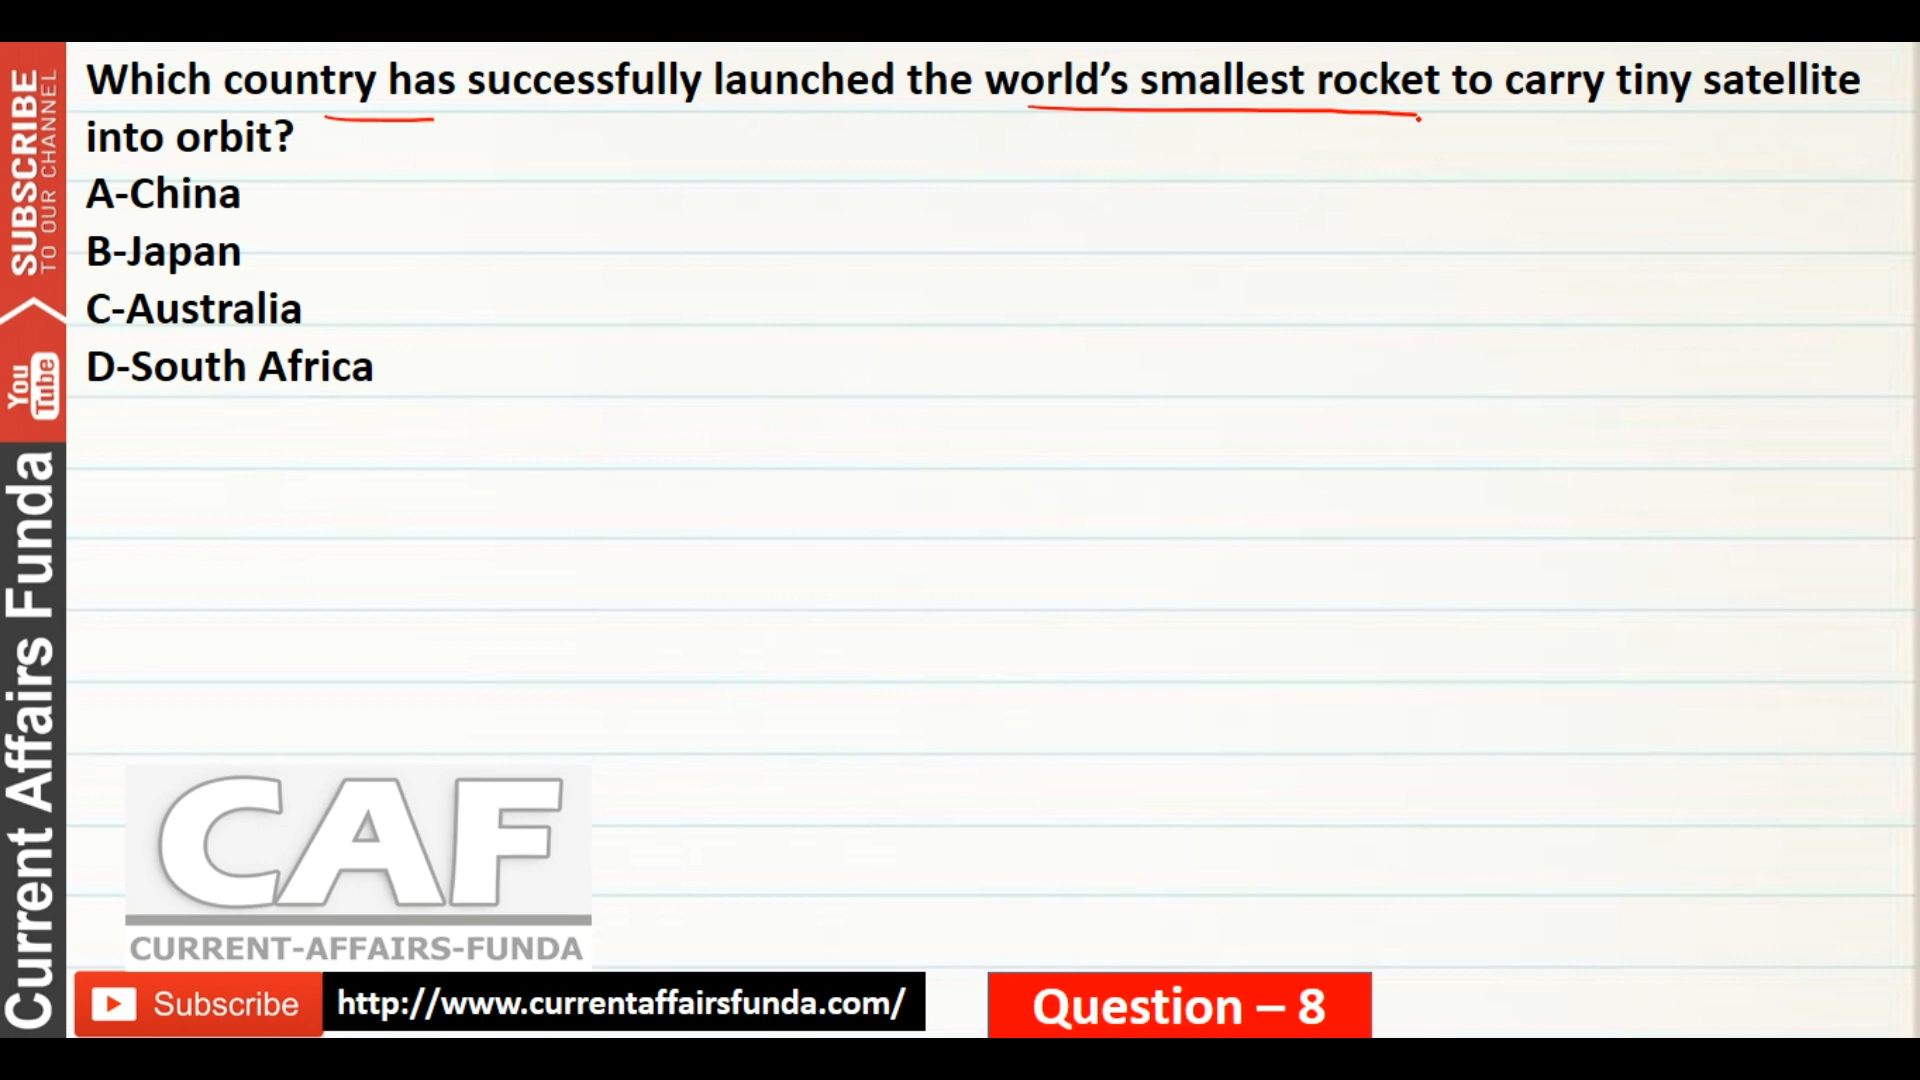 Which country has successfully launched the world’s smallest rocket to carry tiny satellite
into orbit?
A-China
B-Japan
C-Australia
D-South Africa
SUBSCRIBE
TO OUR CHANNEL
You
Tube
Current Affairs Funda
CAF
CURRENT-AFFAIRS-FUNDA
Subscribe
http://www.currentaffairsfunda.com/
Question – 8